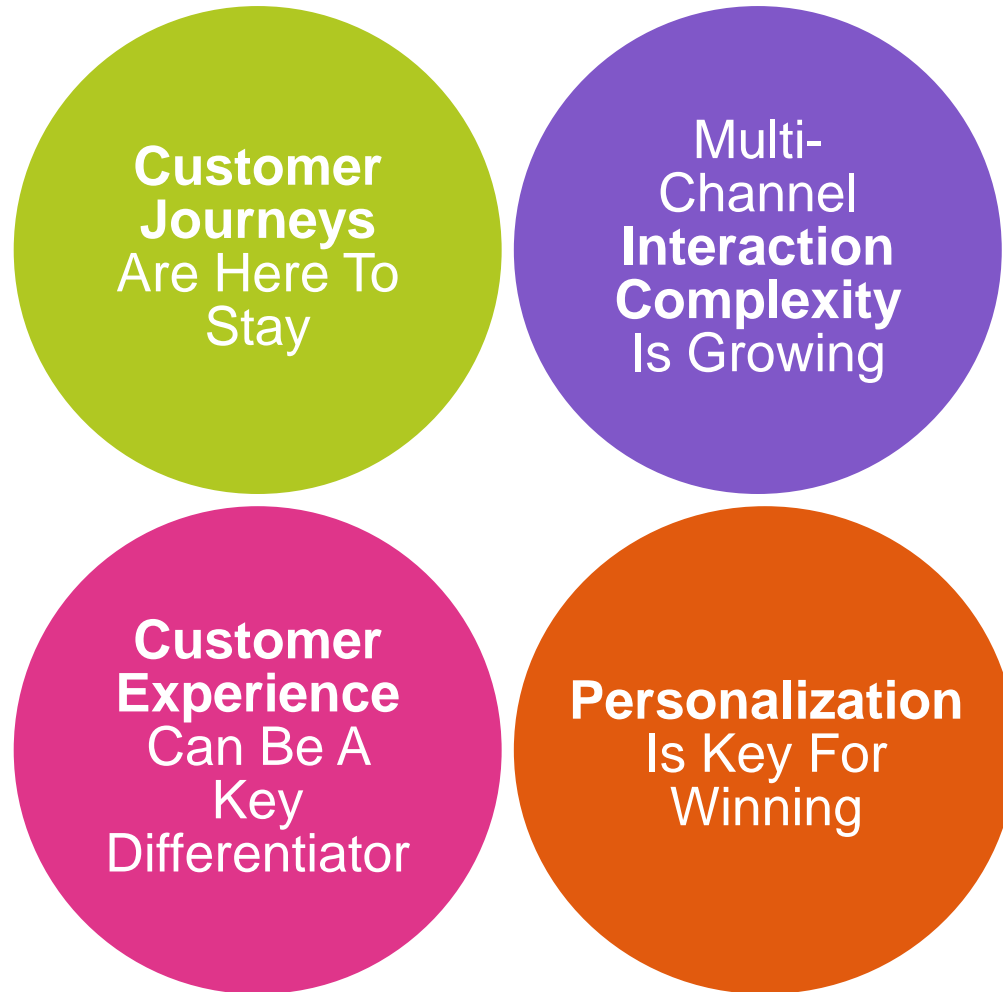 Customer
Journeys
Are Here To
Stay
Multi-
Channel
Interaction
Complexity
Is Growing
Customer
Experience
Can Be A
Key
Differentiator
Personalization
Is Key For
Winning